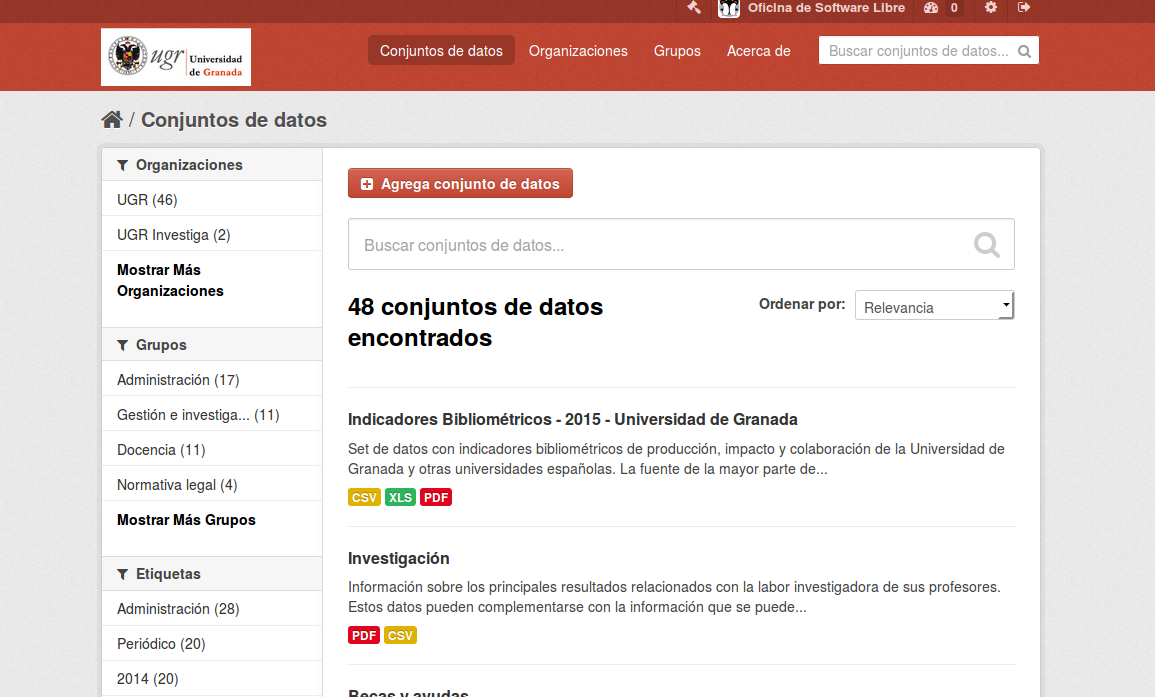 Oficina de Software Libre 0
ugr Universidad
de Granada
Conjuntos de datos Organizaciones Grupos Acerca de Buscar conjuntos de datos...
/ Conjuntos de datos
Organizaciones
UGR (46)
UGR Investiga (2)
Mostrar Más
Organizaciones
Grupos
Administración (17)
Gestión e investiga... (11)
Docencia (11)
Normativa legal (4)
Mostrar Más Grupos
Etiquetas
Administración (28)
Periódico (20)
2014 (20)
Agrega conjunto de datos
Buscar conjuntos de datos...
48 conjuntos de datos
encontrados
Ordenar por: Relevancia
Indicadores Bibliométricos - 2015 - Universidad de Granada
Set de datos con indicadores bibliométricos de producción, impacto y colaboración de la Universidad de
Granada y otras universidades españolas. La fuente de la mayor parte de...
CSV XLS PDF
Investigación
Información sobre los principales resultados relacionados con la labor investigadora de sus profesores.
Estos datos pueden complementarse con la información que se puede...
PDF CSV
Becas y ayudas